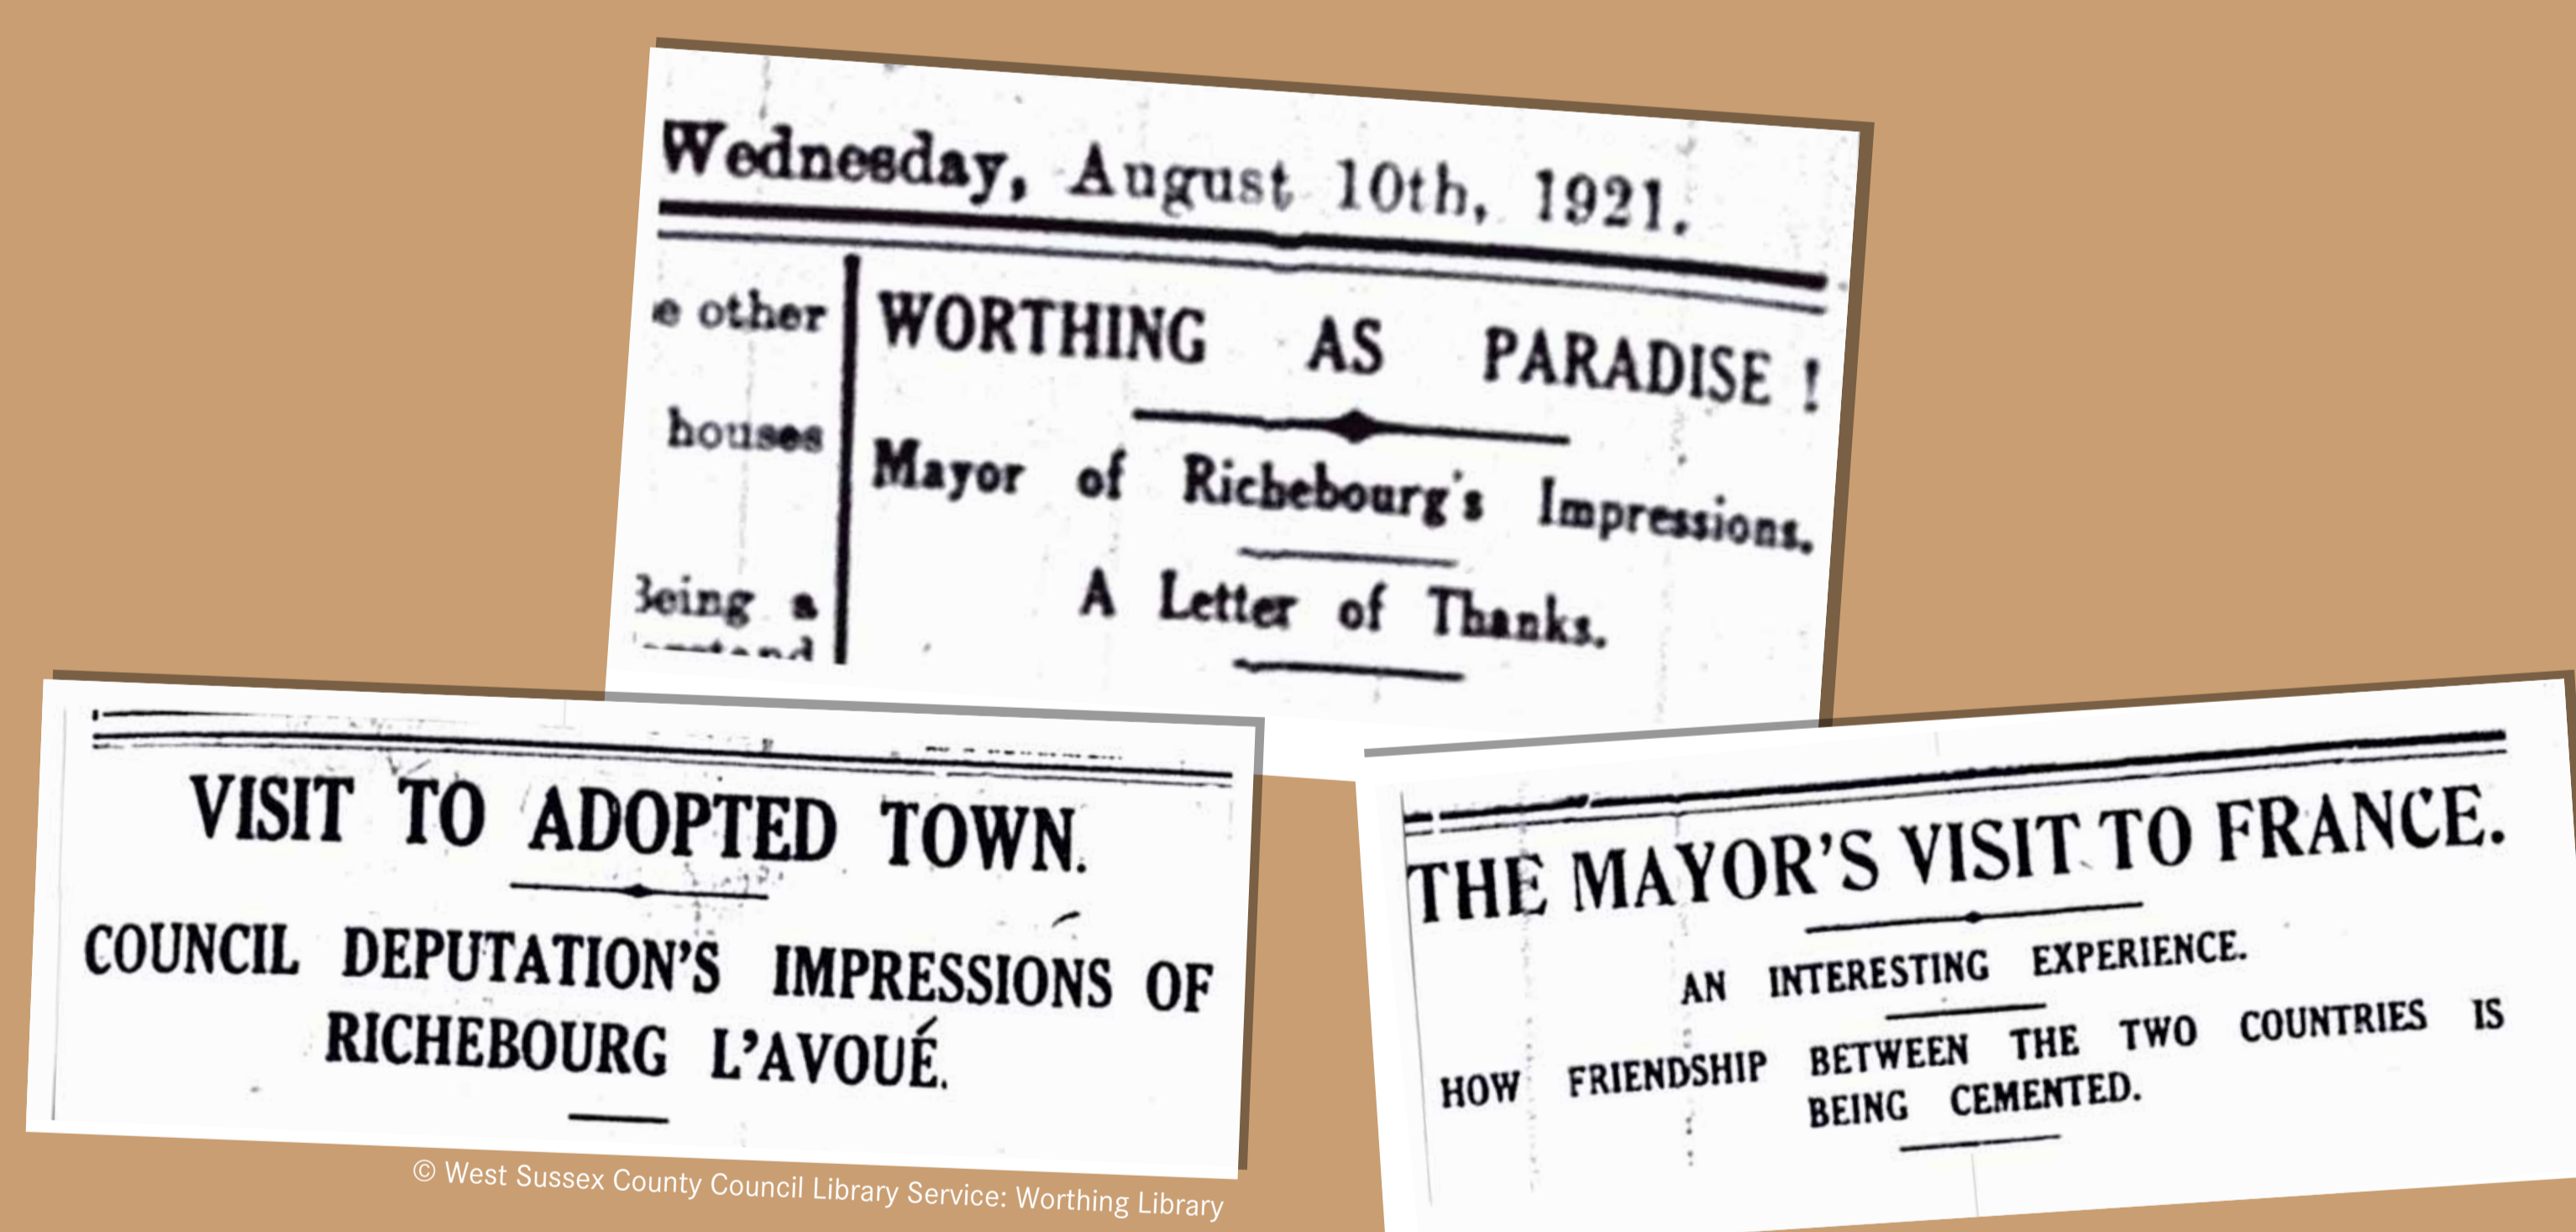 Wednesday, August 10th, 1921.
e other
houses
Being a
WORTHING AS PARADISE !
Mayor of Richebourg's Impressions.
A Letter of Thanks.
VISIT TO ADOPTED TOWN.
COUNCIL DEPUTATION'S IMPRESSIONS OF
RICHEBOURG L'AVOUÉ.
THE MAYOR'S VISIT TO FRANCE.
AN INTERESTING EXPERIENCE.
HOW FRIENDSHIP BETWEEN THE TWO COUNTRIES IS
BEING CEMENTED.
© West Sussex County Council Library Service: Worthing Library